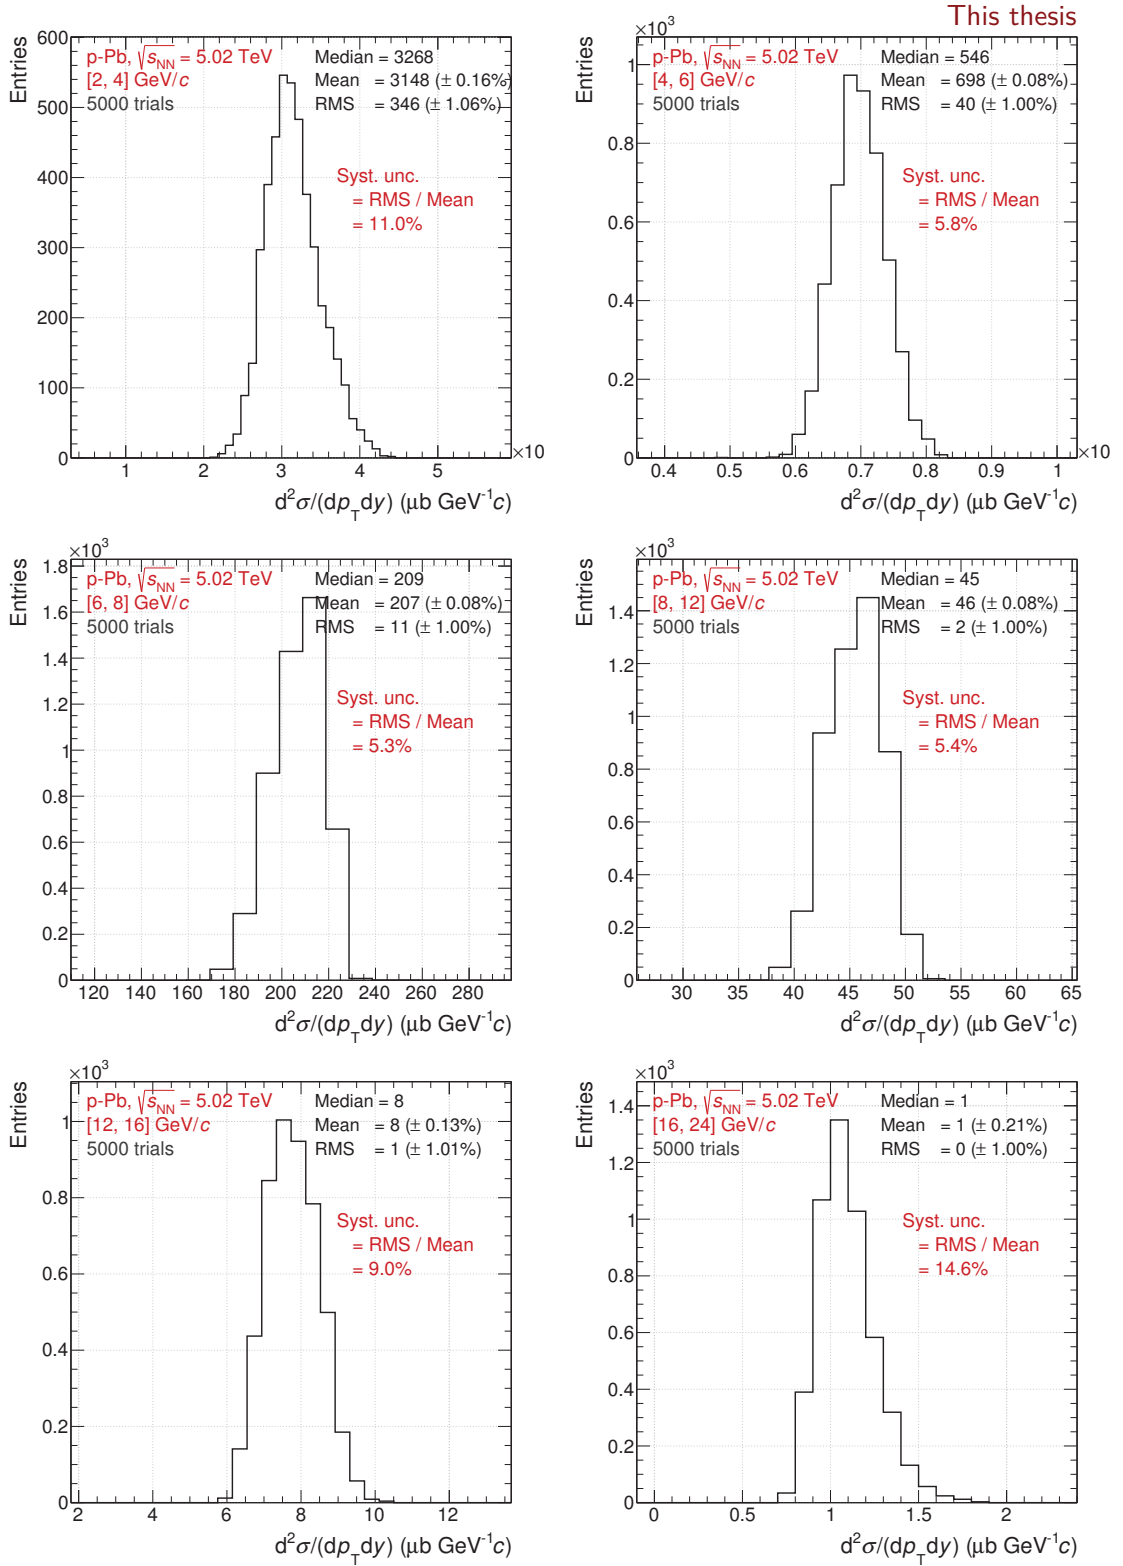 This thesis
Entries
600
500
400
300
200
100
0
p-Pb, √sNN = 5.02 TeV
[2, 4] GeV/c
5000 trials
Median = 3268
Mean = 3148 (± 0.16%)
RMS = 346 (± 1.06%)
Syst. unc.
= RMS / Mean
= 11.0%
1 2 3 4 5 ×10
d²σ/(dp_T dy) (μb GeV⁻¹c)
×10³
Entries
1
0.8
0.6
0.4
0.2
0
p-Pb, √sNN = 5.02 TeV
[4, 6] GeV/c
5000 trials
Median = 546
Mean = 698 (± 0.08%)
RMS = 40 (± 1.00%)
Syst. unc.
= RMS / Mean
= 5.8%
0.4 0.5 0.6 0.7 0.8 0.9 1 ×10
d²σ/(dp_T dy) (μb GeV⁻¹c)
×10³
Entries
1.8
1.6
1.4
1.2
1
0.8
0.6
0.4
0.2
0
p-Pb, √sNN = 5.02 TeV
[6, 8] GeV/c
5000 trials
Median = 209
Mean = 207 (± 0.08%)
RMS = 11 (± 1.00%)
Syst. unc.
= RMS / Mean
= 5.3%
120 140 160 180 200 220 240 260 280
d²σ/(dp_T dy) (μb GeV⁻¹c)
×10³
Entries
1.4
1.2
1
0.8
0.6
0.4
0.2
0
p-Pb, √sNN = 5.02 TeV
[8, 12] GeV/c
5000 trials
Median = 45
Mean = 46 (± 0.08%)
RMS = 2 (± 1.00%)
Syst. unc.
= RMS / Mean
= 5.4%
30 35 40 45 50 55 60 65
d²σ/(dp_T dy) (μb GeV⁻¹c)
×10³
Entries
1
0.8
0.6
0.4
0.2
0
p-Pb, √sNN = 5.02 TeV
[12, 16] GeV/c
5000 trials
Median = 8
Mean = 8 (± 0.13%)
RMS = 1 (± 1.01%)
Syst. unc.
= RMS / Mean
= 9.0%
2 4 6 8 10 12
d²σ/(dp_T dy) (μb GeV⁻¹c)
×10³
Entries
1.4
1.2
1
0.8
0.6
0.4
0.2
0
p-Pb, √sNN = 5.02 TeV
[16, 24] GeV/c
5000 trials
Median = 1
Mean = 1 (± 0.21%)
RMS = 0 (± 1.00%)
Syst. unc.
= RMS / Mean
= 14.6%
0 0.5 1 1.5 2
d²σ/(dp_T dy) (μb GeV⁻¹c)